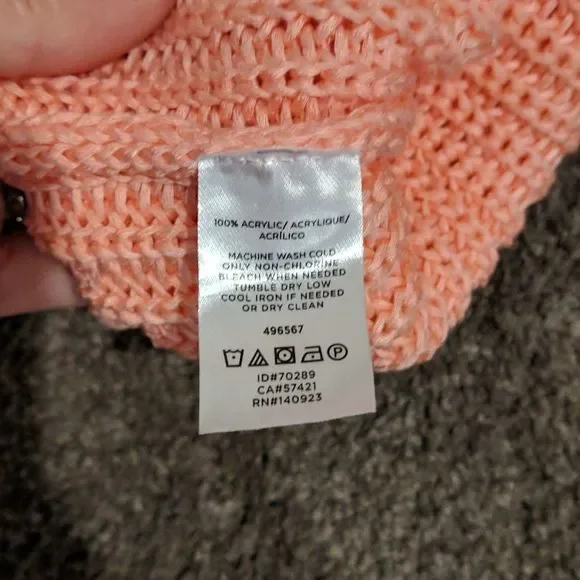 100% ACRYLIC/ ACRYLIQUE/
ACRÍLICO
MACHINE WASH COLD
ONLY NON-CHLORINE
BLEACH WHEN NEEDED
TUMBLE DRY LOW
COOL IRON IF NEEDED
OR DRY CLEAN
496567
P
ID#70289
CA#57421
RN#140923